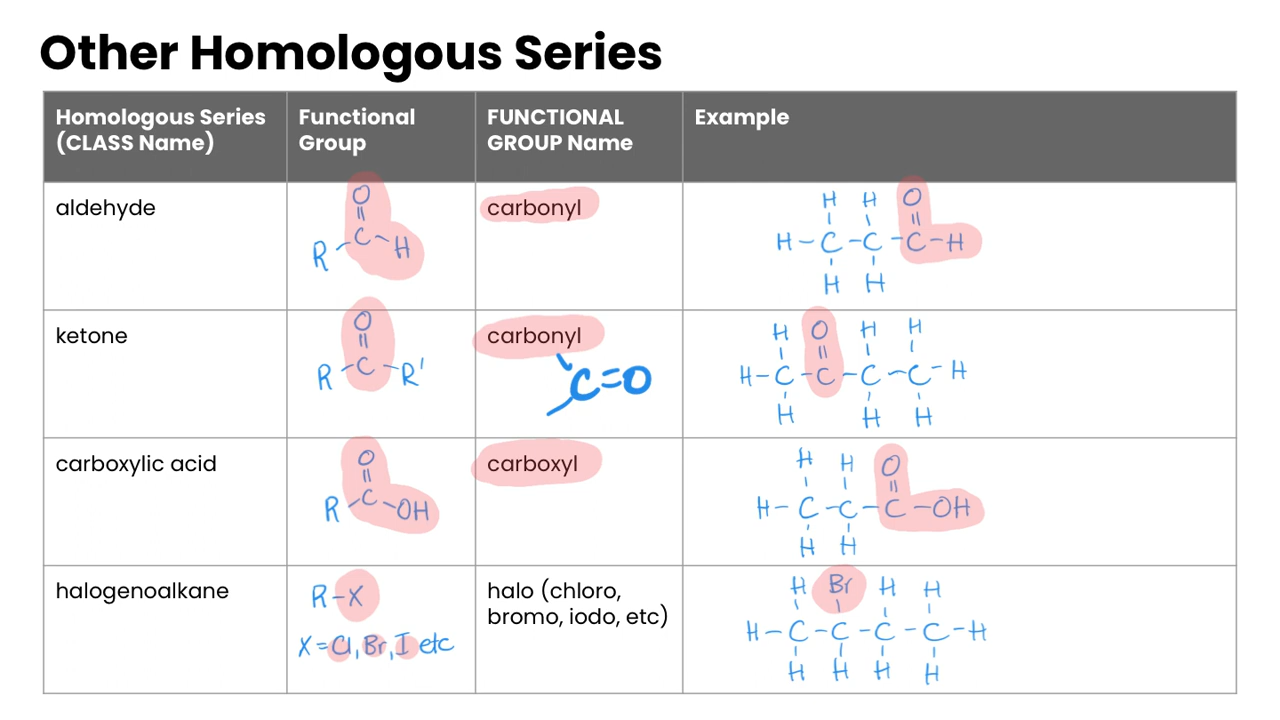 Other Homologous Series
Homologous Series
(CLASS Name)
Functional
Group
FUNCTIONAL
GROUP Name
Example
aldehyde
O
||
R-C-H
carbonyl
H H O
| | ||
H-C-C-C-H
| |
H H
ketone
O
||
R-C-R'
carbonyl
C=O
H O H H
| || | |
H-C-C-C-C-H
| | |
H H H
carboxylic acid
O
||
R-C-OH
carboxyl
H H O
| | ||
H-C-C-C-OH
| |
H H
halogenoalkane
R-X
X=Cl, Br, I etc
halo (chloro,
bromo, iodo, etc)
H Br H H
| | | |
H-C-C-C-C-H
| | | |
H H H H